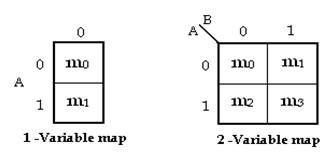 0
A
0 m0
1 m1
1 -Variable map
B
A
0 1
0 m0 m1
1 m2 m3
2 -Variable map